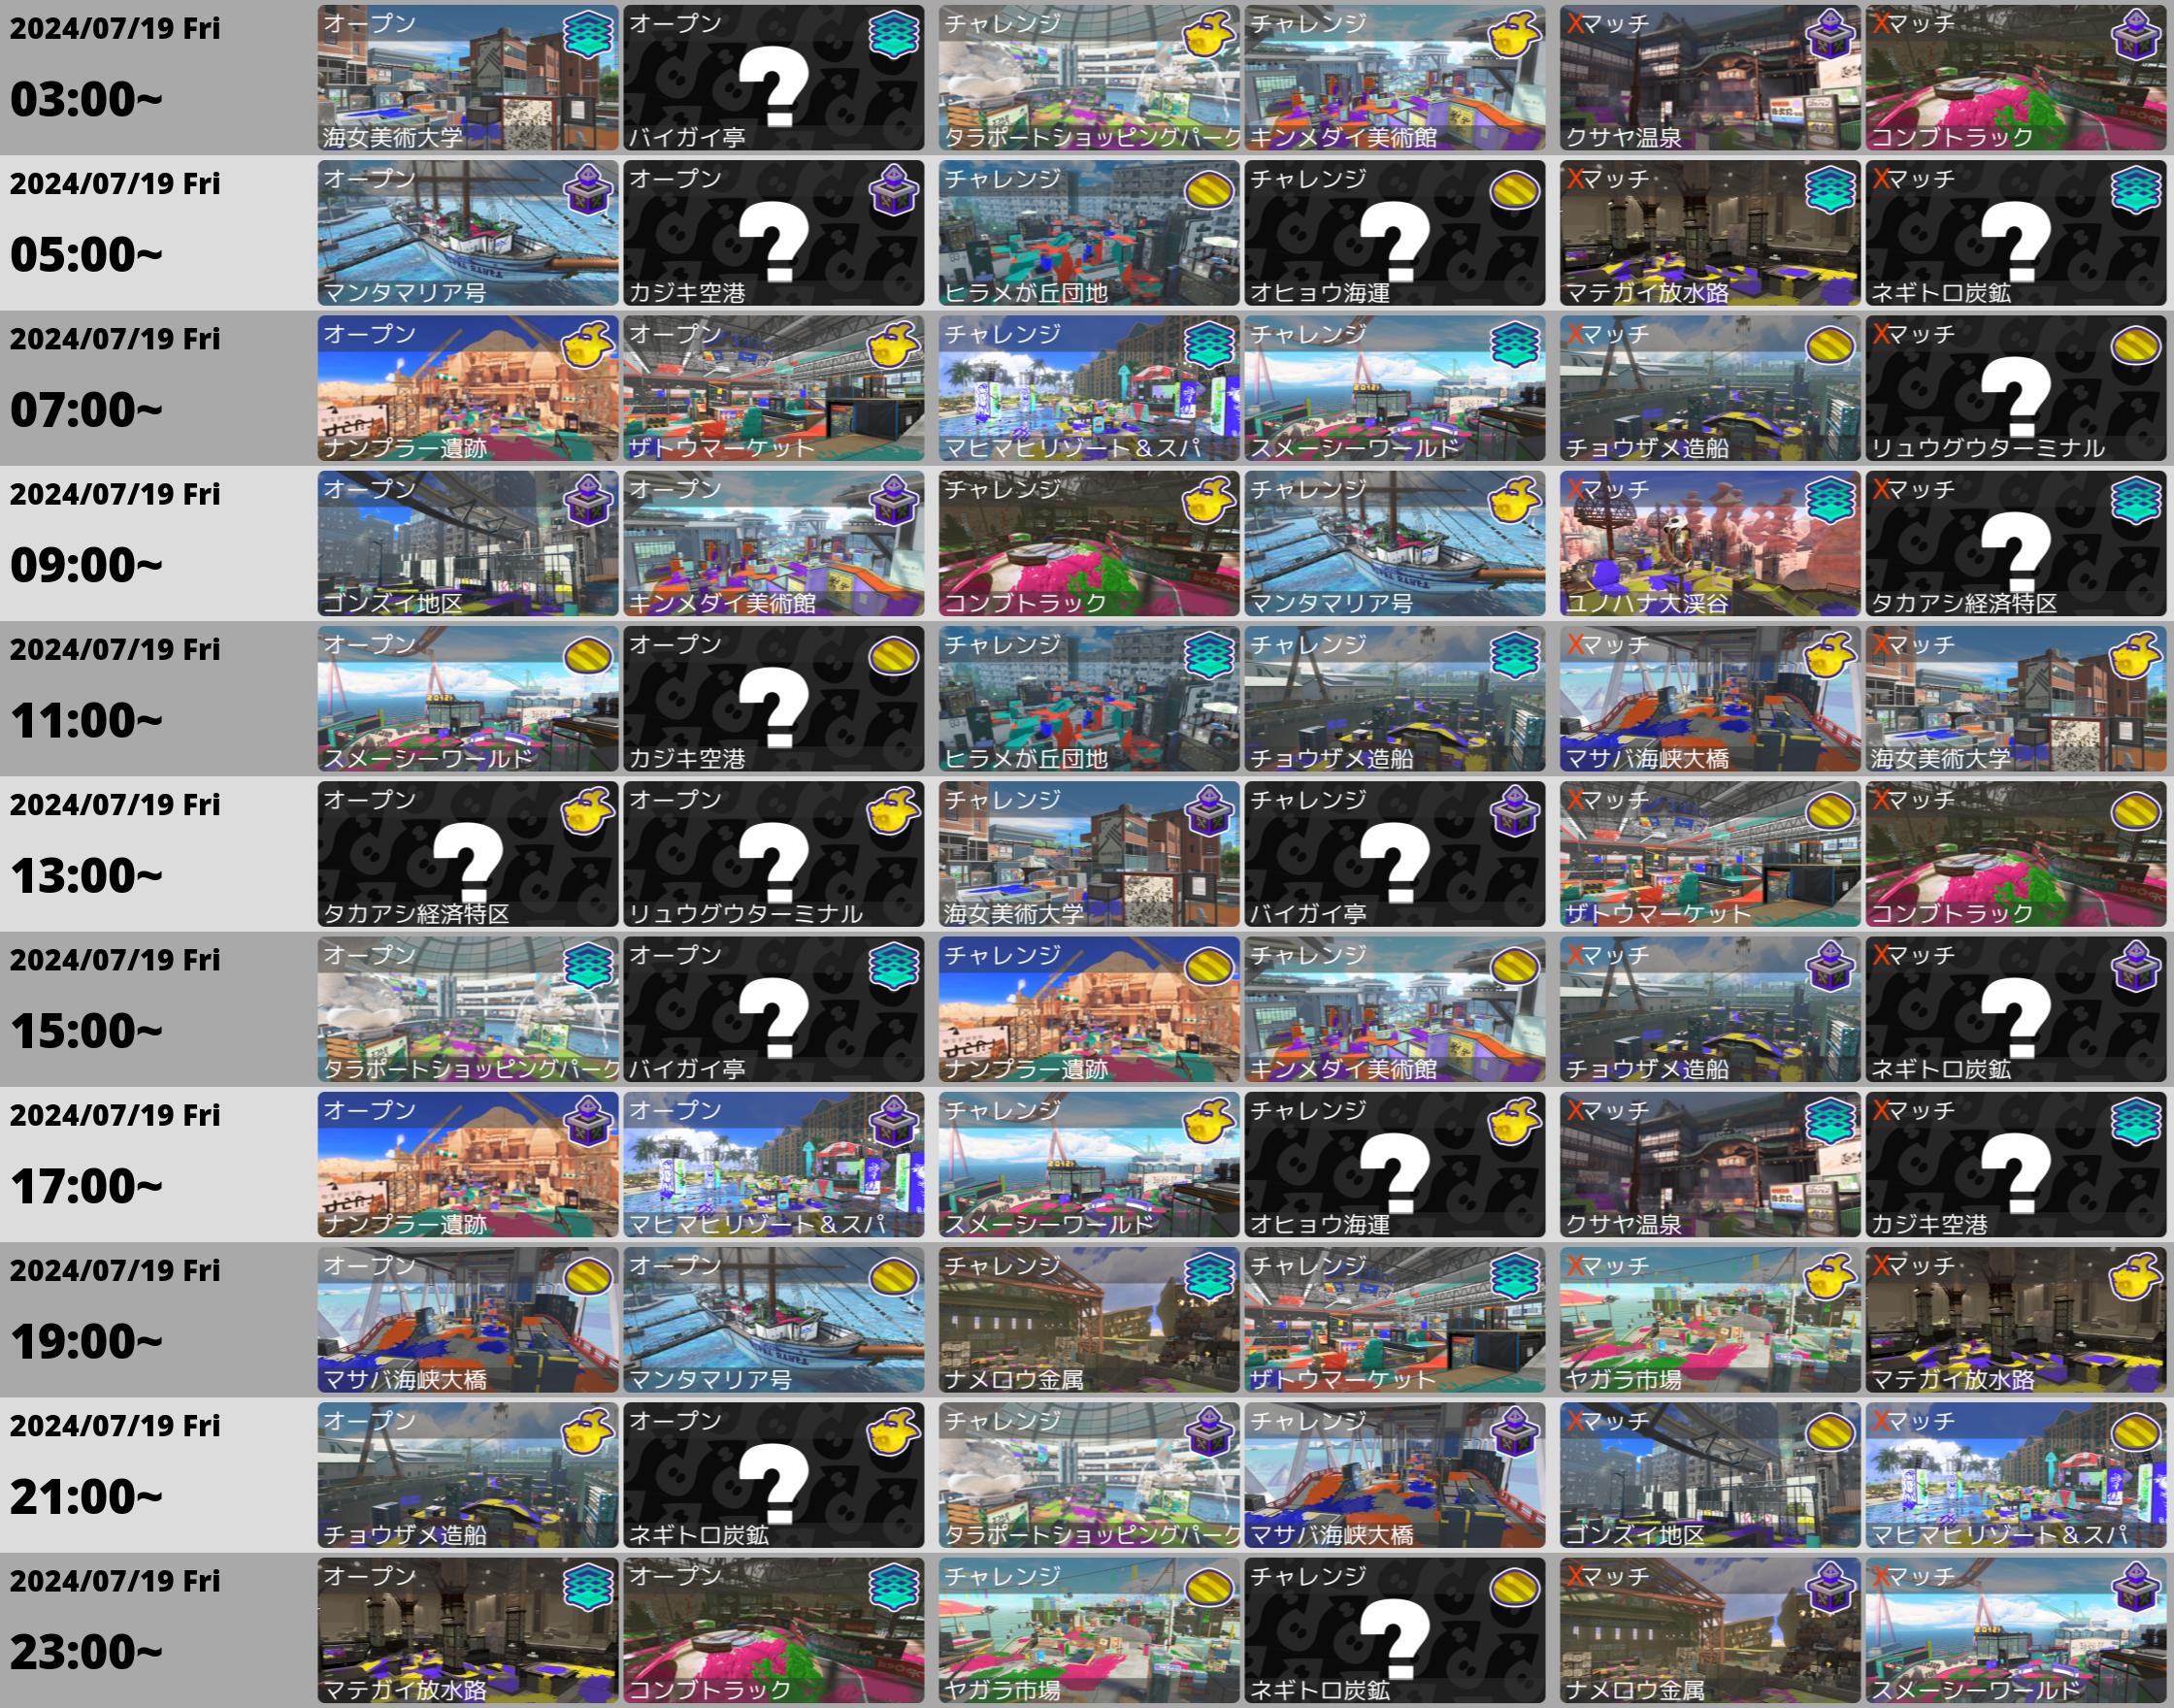 2024/07/19 Fri
03:00~
オープン オープン チャレンジ チャレンジ Xマッチ Xマッチ
海女美術大学 バイガイ亭 タラポートショッピングパーク キンメダイ美術館 クサヤ温泉 コンブトラック
2024/07/19 Fri
05:00~
オープン オープン チャレンジ チャレンジ Xマッチ Xマッチ
マンタマリア号 カジキ空港 ヒラメが丘団地 オヒョウ海運 マテガイ放水路 ネギトロ炭鉱
2024/07/19 Fri
07:00~
オープン オープン チャレンジ チャレンジ Xマッチ Xマッチ
ナンプラー遺跡 ザトウマーケット マヒマヒリゾート&スパ スメーシーワールド チョウザメ造船 リュウグウターミナル
2024/07/19 Fri
09:00~
オープン オープン チャレンジ チャレンジ Xマッチ Xマッチ
ゴンズイ地区 キンメダイ美術館 コンブトラック マンタマリア号 ユノハナ大渓谷 タカアシ経済特区
2024/07/19 Fri
11:00~
オープン オープン チャレンジ チャレンジ Xマッチ Xマッチ
スメーシーワールド カジキ空港 ヒラメが丘団地 チョウザメ造船 マサバ海峡大橋 海女美術大学
2024/07/19 Fri
13:00~
オープン オープン チャレンジ チャレンジ Xマッチ Xマッチ
タカアシ経済特区 リュウグウターミナル 海女美術大学 バイガイ亭 ザトウマーケット コンブトラック
2024/07/19 Fri
15:00~
オープン オープン チャレンジ チャレンジ Xマッチ Xマッチ
タラポートショッピングパーク バイガイ亭 ナンプラー遺跡 キンメダイ美術館 チョウザメ造船 ネギトロ炭鉱
2024/07/19 Fri
17:00~
オープン オープン チャレンジ チャレンジ Xマッチ Xマッチ
ナンプラー遺跡 マヒマヒリゾート&スパ スメーシーワールド オヒョウ海運 クサヤ温泉 カジキ空港
2024/07/19 Fri
19:00~
オープン オープン チャレンジ チャレンジ Xマッチ Xマッチ
マサバ海峡大橋 マンタマリア号 ナメロウ金属 ザトウマーケット ヤガラ市場 マテガイ放水路
2024/07/19 Fri
21:00~
オープン オープン チャレンジ チャレンジ Xマッチ Xマッチ
チョウザメ造船 ネギトロ炭鉱 タラポートショッピングパーク マサバ海峡大橋 ゴンズイ地区 マヒマヒリゾート&スパ
2024/07/19 Fri
23:00~
オープン オープン チャレンジ チャレンジ Xマッチ Xマッチ
マテガイ放水路 コンブトラック ヤガラ市場 ネギトロ炭鉱 ナメロウ金属 スメーシーワールド